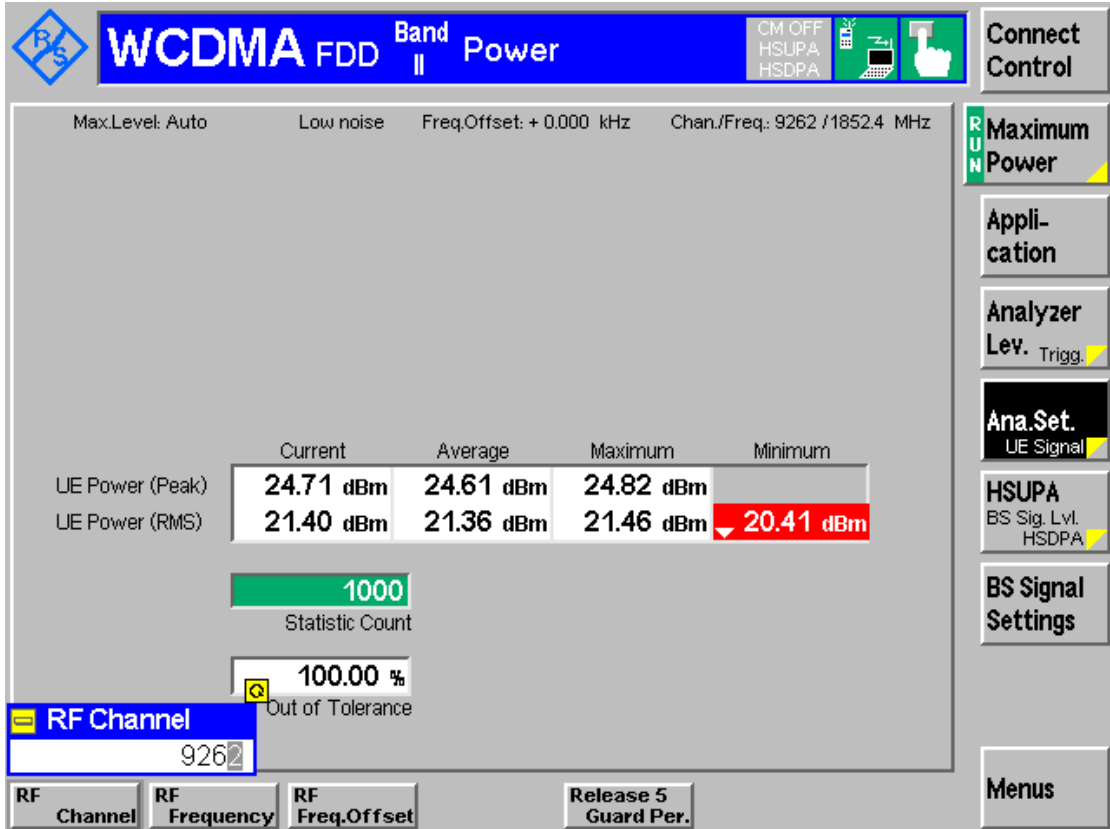 R/S
WCDMA FDD Band II Power
CM OFF
HSUPA
HSDPA
Connect Control
Max.Level: Auto Low noise Freq.Offset: + 0.000 kHz Chan./Freq.: 9262 / 1852.4 MHz
RUN
Maximum Power
Appli-
cation
Analyzer
Lev. Trigg.
Ana.Set.
UE Signal
Current Average Maximum Minimum
UE Power (Peak) 24.71 dBm 24.61 dBm 24.82 dBm
UE Power (RMS) 21.40 dBm 21.36 dBm 21.46 dBm 20.41 dBm
HSUPA
BS Sig. Lvl.
HSDPA
1000
Statistic Count
BS Signal
Settings
100.00 %
Out of Tolerance
RF Channel
9262
Menus
RF Channel
RF Frequency
RF Freq.Offset
Release 5 Guard Per.